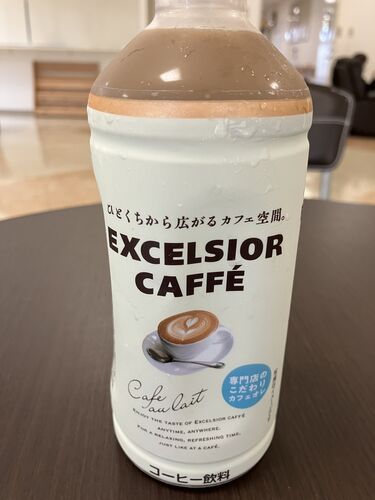 ひとくちから広がるカフェ空間。
EXCELSIOR
CAFFÉ
Cafe
au lait
専門店の
こだわり
カフェオレ
ENJOY THE TASTE OF EXCELSIOR CAFFÉ
ANYTIME, ANYWHERE.
FOR A RELAXING, REFRESHING TIME,
JUST LIKE AT A CAFÉ.
コーヒー飲料